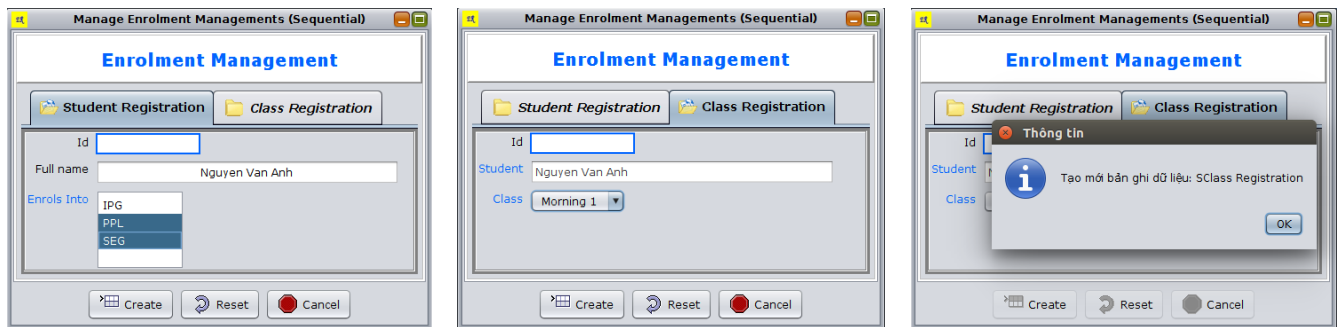 Manage Enrolment Managements (Sequential)
Enrolment Management
Student Registration Class Registration
Id
Full name Nguyen Van Anh
Enrols Into IPG
PPL
SEG
Create Reset Cancel
Manage Enrolment Managements (Sequential)
Enrolment Management
Student Registration Class Registration
Id
Student Nguyen Van Anh
Class Morning 1
Create Reset Cancel
Manage Enrolment Managements (Sequential)
Enrolment Management
Student Registration Class Registration
Thông tin
Id
Student
Tạo mới bản ghi dữ liệu: SClass Registration
Class
OK
Create Reset Cancel